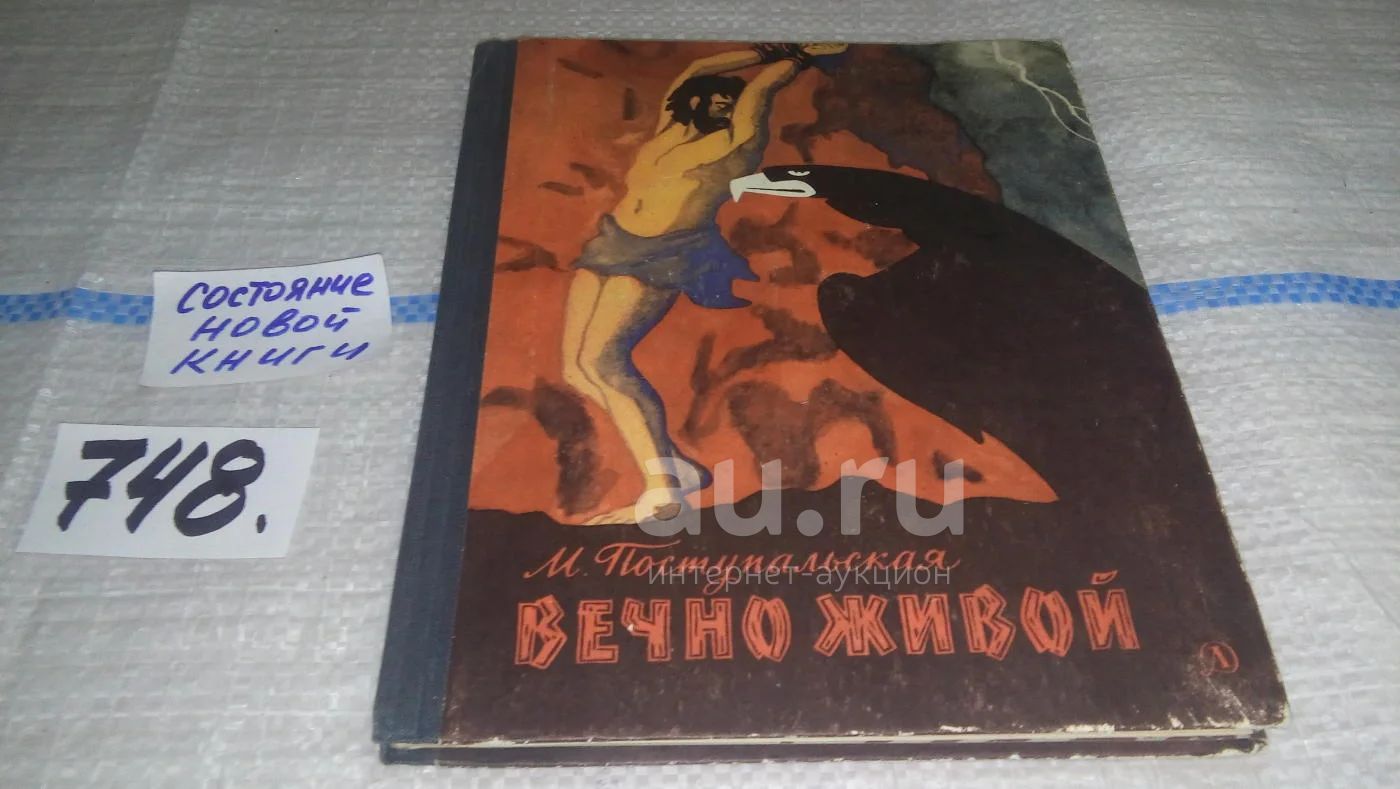 состояние
новой
книги
748.
М. Поступальская
ВЕЧНО ЖИВОЙ
au.ru
интернет-аукцион